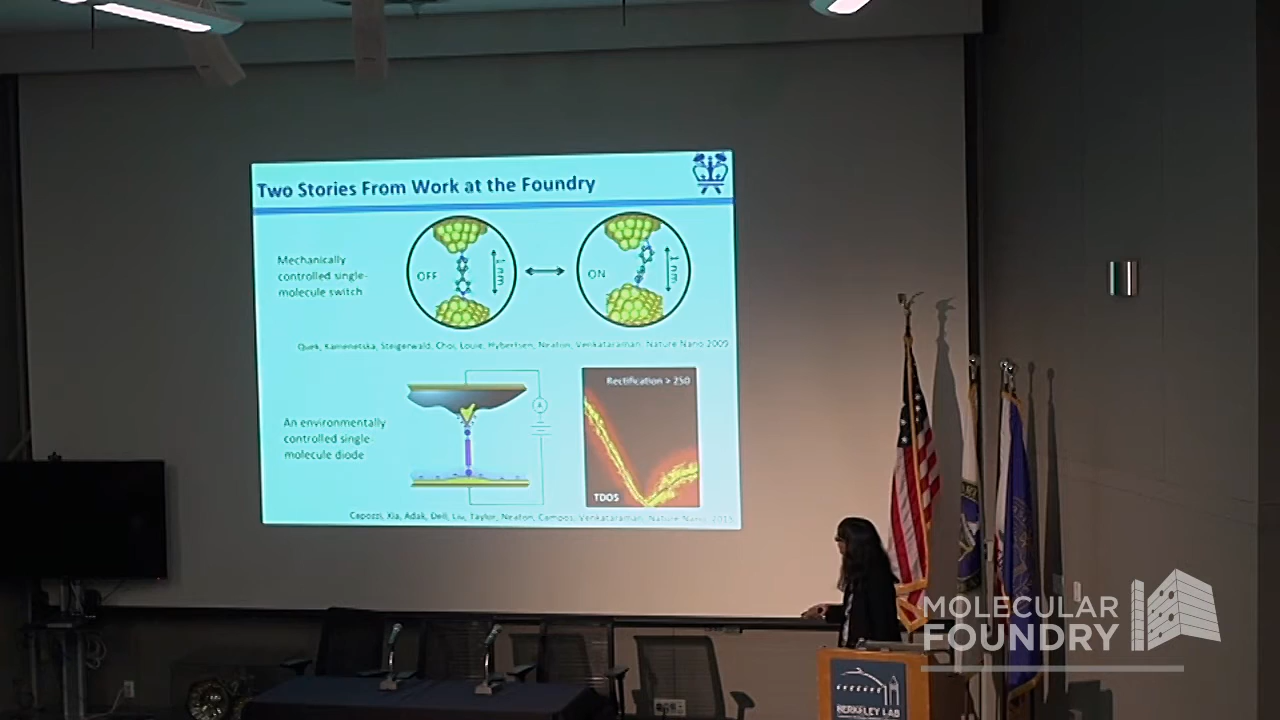 Two Stories From Work at the Foundry
Mechanically
controlled single-
molecule switch
OFF
1 nm
ON
1 nm
Quek, Kamenetska, Steigerwald, Choi, Louie, Hybertsen, Neaton, Venkataraman, Nature Nano 2009
An environmentally
controlled single-
molecule diode
A
Rectification > 250
TDOS
Capozzi, Xia, Adak, Dell, Liu, Taylor, Neaton, Campos, Venkataraman, Nature Nano, 2015
MOLECULAR
FOUNDRY
BERKELEY LAB